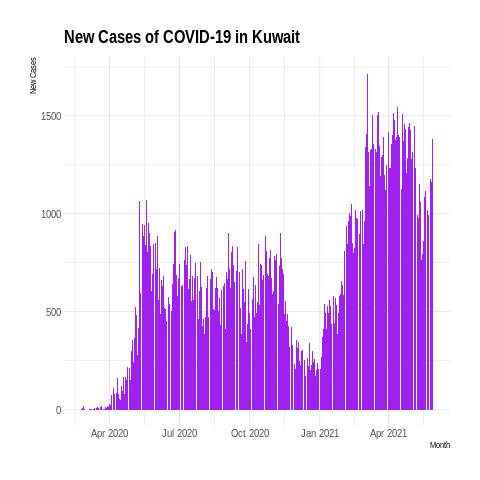 New Cases of COVID-19 in Kuwait
New Cases
1500
1000
500
0
Apr 2020 Jul 2020 Oct 2020 Jan 2021 Apr 2021
Month